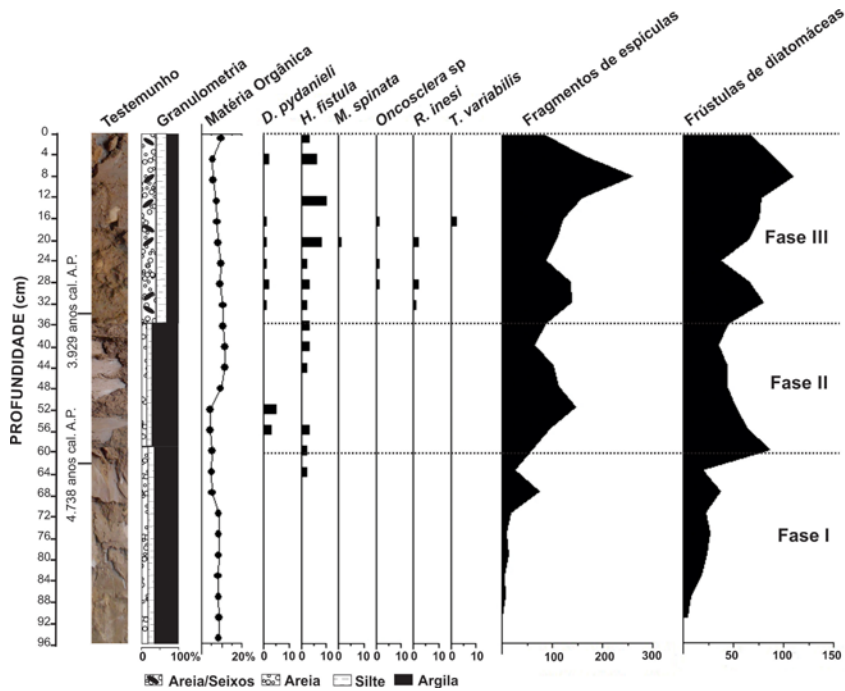 Testemunho
Granulometria
Matéria Orgânica
D. pydanieli
H. fistula
M. spinata
Oncosclera sp
R. inesi
T. variabilis
Fragmentos de espículas
Frústulas de diatomáceas
PROFUNDIDADE (cm)
0
4
8
12
16
20
24
28
32
36
40
44
48
52
56
60
64
68
72
76
80
84
88
92
96
3.929 anos cal. A.P.
4.738 anos cal. A.P.
Fase III
Fase II
Fase I
0 100% 20% 0 10 0 10 0 10 0 10 0 10 0 10 0 100 200 300 0 50 100 150
Areia/Seixos Areia Silte Argila